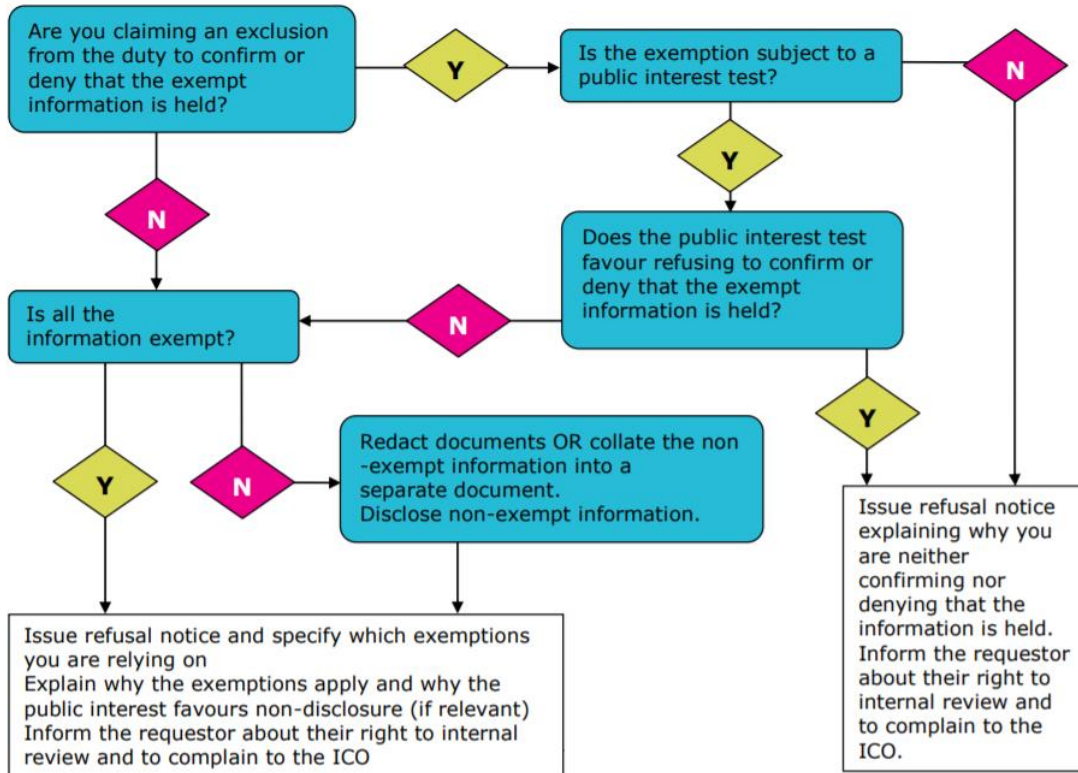 Are you claiming an exclusion
from the duty to confirm or
deny that the exempt
information is held?
Y
Is the exemption subject to a
public interest test?
N
Y
N
Does the public interest test
favour refusing to confirm or
deny that the exempt
information is held?
N
Is all the
information exempt?
Y
Y
N
Redact documents OR collate the non
-exempt information into a
separate document.
Disclose non-exempt information.
Issue refusal notice
explaining why you
are neither
confirming nor
denying that the
information is held.
Inform the requestor
about their right to
internal review and
to complain to the
ICO.
Issue refusal notice and specify which exemptions
you are relying on
Explain why the exemptions apply and why the
public interest favours non-disclosure (if relevant)
Inform the requestor about their right to internal
review and to complain to the ICO